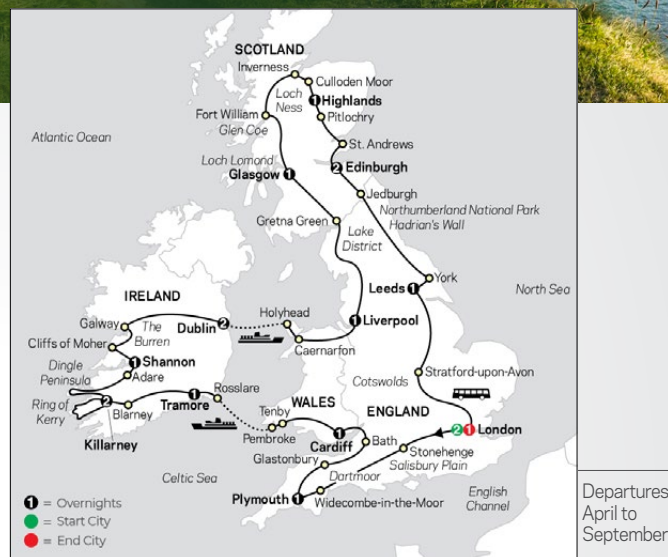 SCOTLAND
Inverness
Culloden Moor
Loch
Ness
1 Highlands
Fort William
Pitlochry
Glen Coe
Atlantic Ocean
St. Andrews
Loch Lomond
2 Edinburgh
Glasgow 1
Jedburgh
Northumberland National Park
Hadrian's Wall
Gretna Green
Lake
District
York
Leeds 1
North Sea
IRELAND
Holyhead
Galway
The
Burren
Dublin 2
1 Liverpool
Cliffs of Moher
Caernarfon
1 Shannon
Dingle
Peninsula
Adare
Stratford-upon-Avon
Rosslare
Cotswolds
Ring of
Kerry
2
Blarney
Tramore 1
WALES
Tenby
ENGLAND
Killarney
Pembroke
Cardiff 1
Bath
2 1 London
Stonehenge
Salisbury Plain
Glastonbury
Celtic Sea
Dartmoor
Plymouth 1
Widecombe-in-the-Moor
English
Channel
1 = Overnights
= Start City
= End City
Departures
April to
September